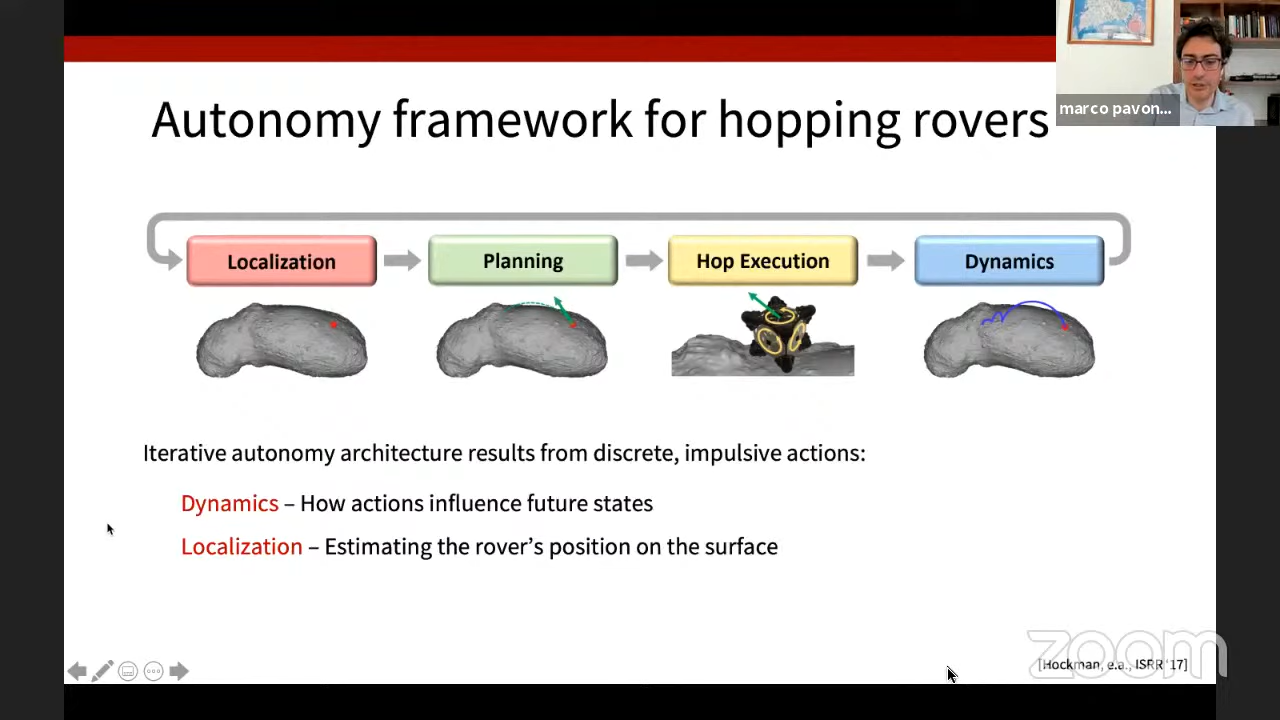 marco pavon...
Autonomy framework for hopping rovers
Localization
Planning
Hop Execution
Dynamics
Iterative autonomy architecture results from discrete, impulsive actions:
Dynamics – How actions influence future states
Localization – Estimating the rover's position on the surface
zoom
[Hockman, e.a., ISRR '17]